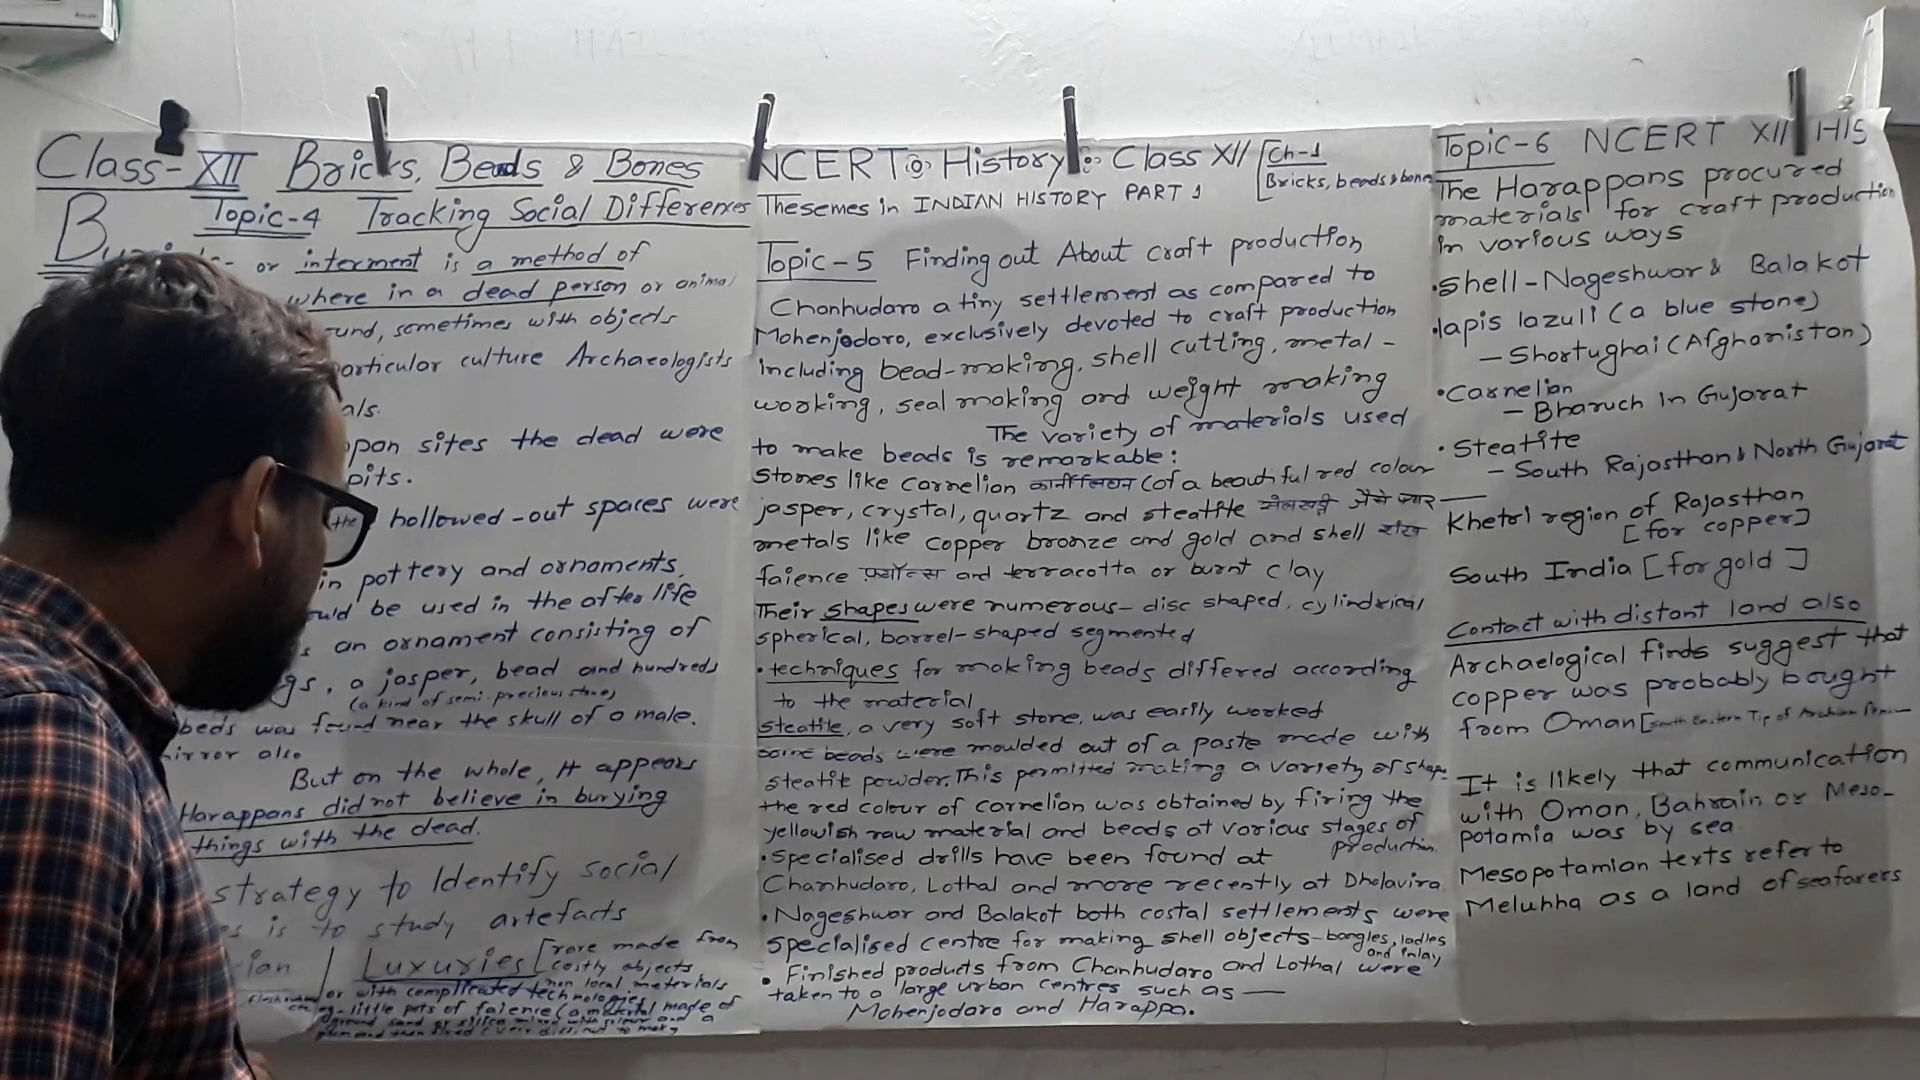 Class-XII Bricks, Beads & Bones
Topic-4 Tracking Social Differenes
or interment is a method of
where in a dead person or animal
sometimes with objects
particular culture Archaeologists
sites the dead were
pits.
the hollowed-out spaces were
in pottery and ornaments,
be used in the after life
an ornament consisting of
a jasper, bead and hundreds
(a kind of semi-precious stone)
beds was found near the skull of a male.
also
But on the whole, It appears
Harappans did not believe in burying
things with the dead.
strategy to Identify social
is to study artefacts
Luxuries [rare made from
costly objects
non local materials
or with complicated technologies
little pots of faience (a material made of
NCERT History: Class XII [Ch-1
Bricks, beads & bones
Thesemes in INDIAN HISTORY PART 1
Topic-5 Finding out About craft production
Chanhudaro a tiny settlement as compared to
Mohenjodaro, exclusively devoted to craft production
including bead-making, shell cutting, metal-
working, seal making and weight making
The variety of materials used
to make beads is remarkable:
Stones like carnelion कार्नीलियन (of a beautiful red colour
jasper, crystal, quartz and steatite सेलखड़ी जैसे
metals like copper bronze and gold and shell शंख
faience फ़यॉन्स and terracotta or burnt clay
Their shapes were numerous- disc shaped, cylindrical
spherical, barrel-shaped segmented
• techniques for making beads differed according
to the material
steatile, a very soft stone, was easily worked
some beads were moulded out of a paste made with
steatite powder. This permitted making a variety of shape
the red colour of carnelian was obtained by firing the
yellowish raw material and beads at various stages of
production
• Specialised drills have been found at
Chanhudaro, Lothal and more recently at Dholavira
• Nageshwar and Balakot both costal settlements were
specialised centre for making shell objects-bangles, ladles
and inlay
• Finished products from Chanhudaro and Lothal were
taken to a large urban centres such as —
Mohenjodaro and Harappa.
Topic-6 NCERT XII HIS
The Harappans procured
materials for craft production
in various ways
• Shell-Nageshwar & Balakot
• lapis lazuli (a blue stone)
— Shortughai (Afghanistan)
• Carnelian
— Bharuch in Gujarat
• Steatite
— South Rajasthan & North Gujarat
Khetri region of Rajasthan
[for copper]
South India [for gold]
Contact with distant land also
Archaelogical finds suggest that
copper was probably bought
from Oman [South Eastern Tip of Arabian
It is likely that communication
with Oman, Bahrain or Meso-
potamia was by sea
Mesopotamian texts refer to
Meluhha as a land of seafarers